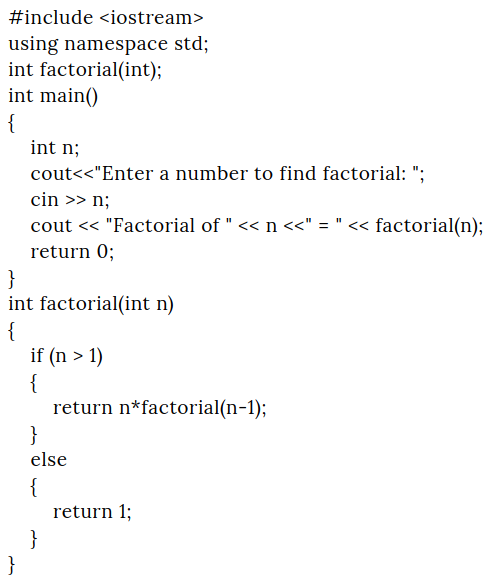 #include <iostream>
using namespace std;
int factorial(int);
int main()
{
    int n;
    cout<<"Enter a number to find factorial: ";
    cin >> n;
    cout << "Factorial of " << n <<" = " << factorial(n);
    return 0;
}
int factorial(int n)
{
    if (n > 1)
    {
        return n*factorial(n-1);
    }
    else
    {
        return 1;
    }
}